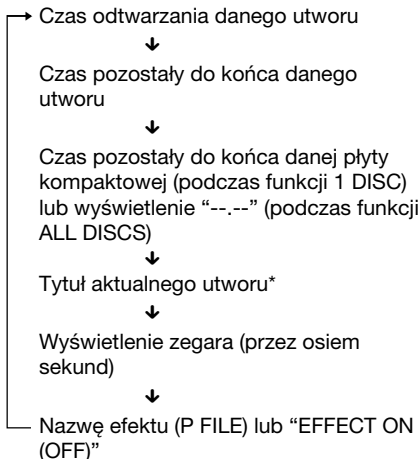 Czas odtwarzania danego utworu
Czas pozostały do końca danego
utworu
Czas pozostały do końca danej płyty
kompaktowej (podczas funkcji 1 DISC)
lub wyświetlenie “--.--” (podczas funkcji
ALL DISCS)
Tytuł aktualnego utworu*
Wyświetlenie zegara (przez osiem
sekund)
Nazwę efektu (P FILE) lub “EFFECT ON
(OFF)”